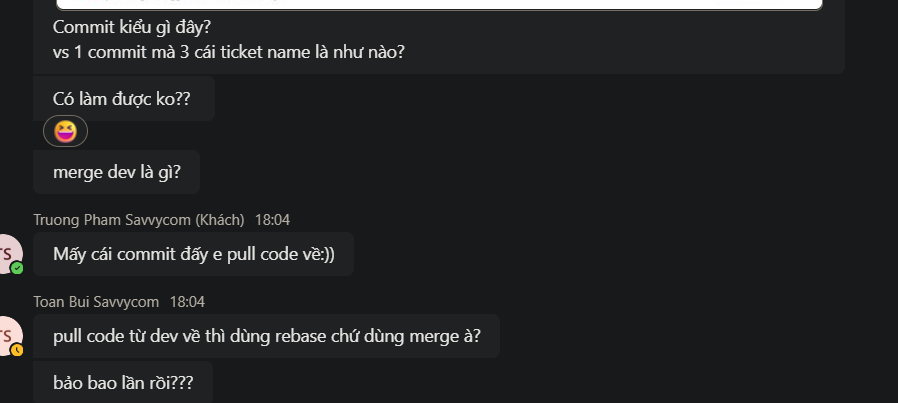 Commit kiểu gì đây?
vs 1 commit mà 3 cái ticket name là như nào?
Có làm được ko??
merge dev là gì?
Truong Pham Savvycom (Khách) 18:04
TS
Mấy cái commit đấy e pull code về:))
Toan Bui Savvycom 18:04
TS
pull code từ dev về thì dùng rebase chứ dùng merge à?
bảo bao lần rồi???